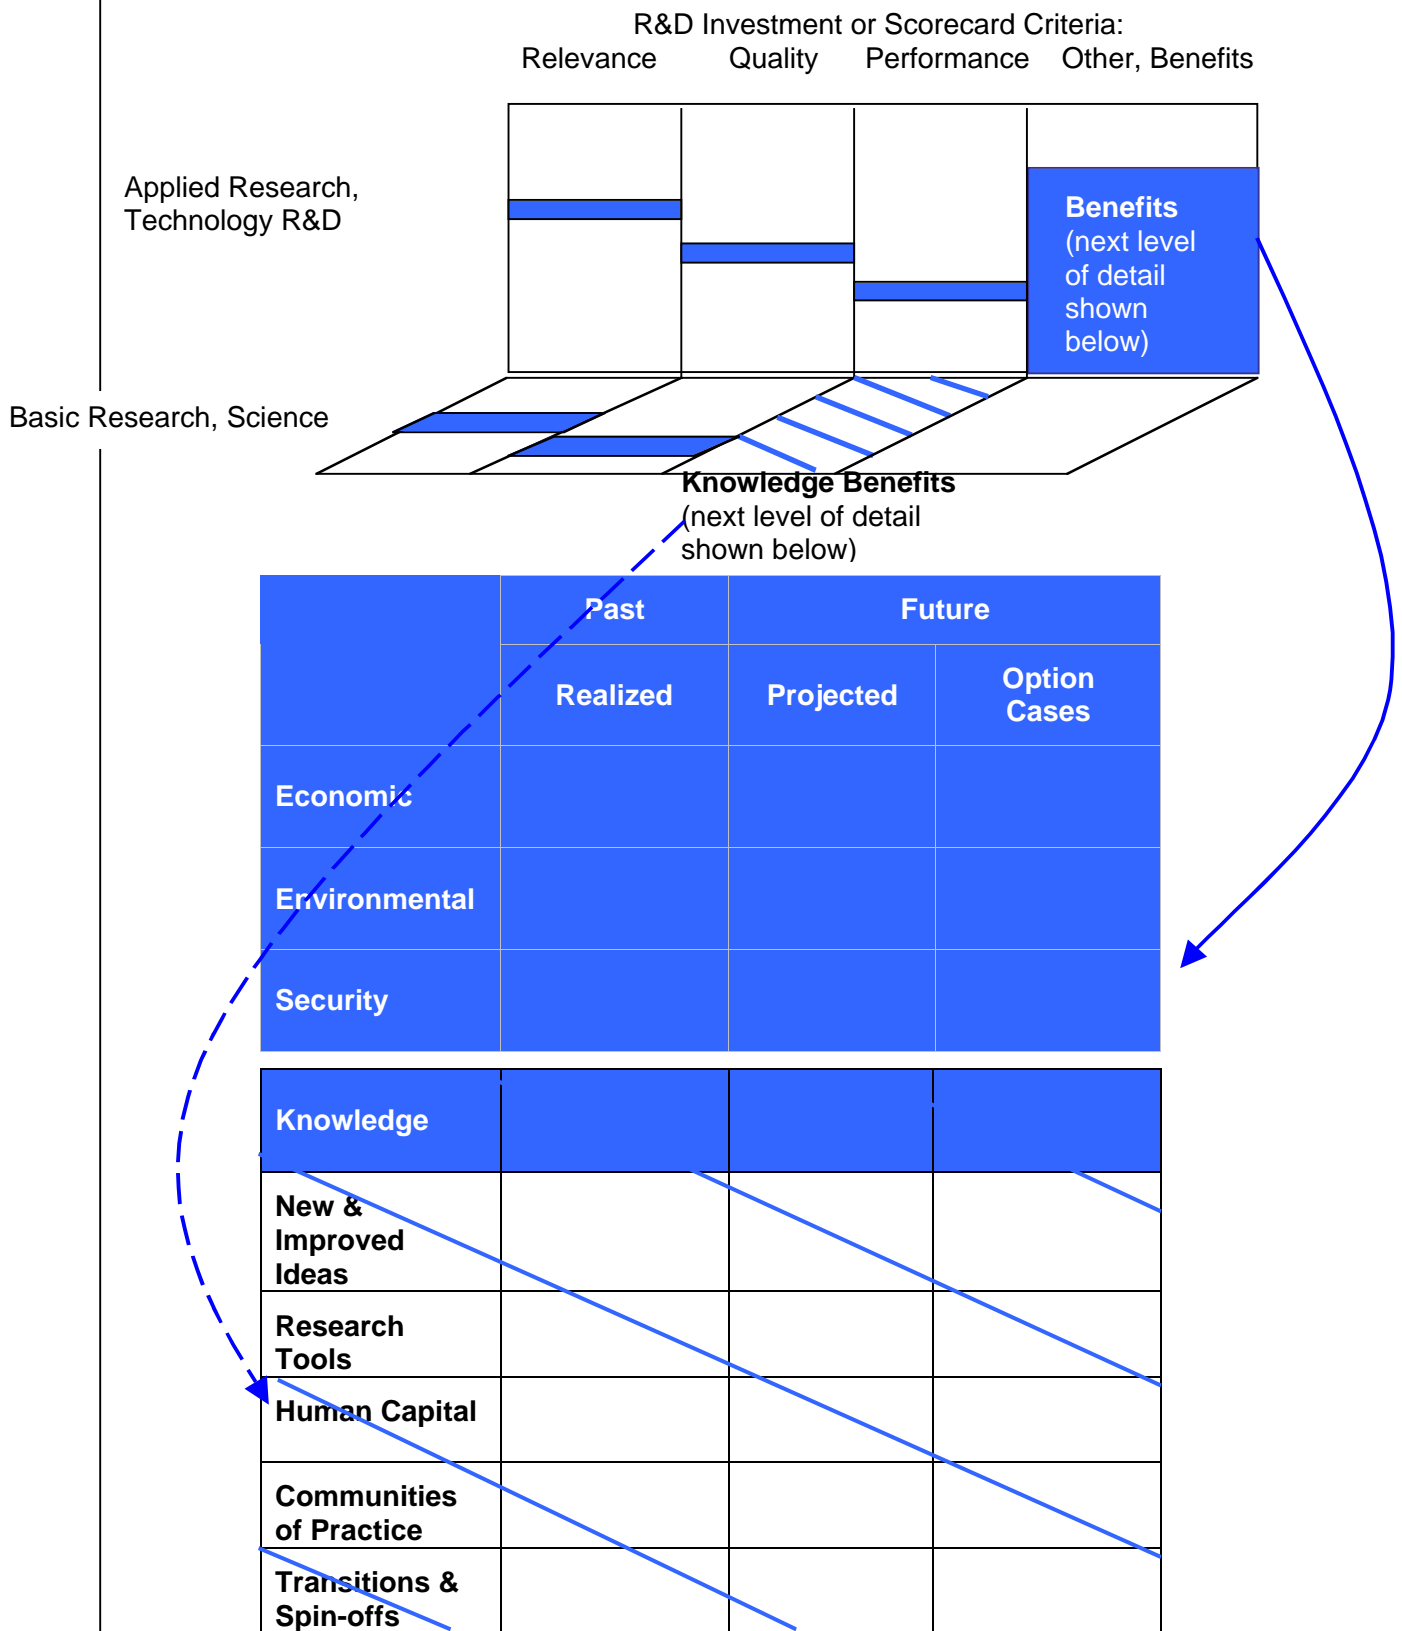 R&D Investment or Scorecard Criteria:
Relevance Quality Performance Other, Benefits
Applied Research,
Technology R&D
Benefits
(next level
of detail
shown
below)
Basic Research, Science
Knowledge Benefits
(next level of detail
shown below)
Past Future
Realized Projected Option
Cases
Economic
Environmental
Security
Knowledge
New &
Improved
Ideas
Research
Tools
Human Capital
Communities
of Practice
Transitions &
Spin-offs